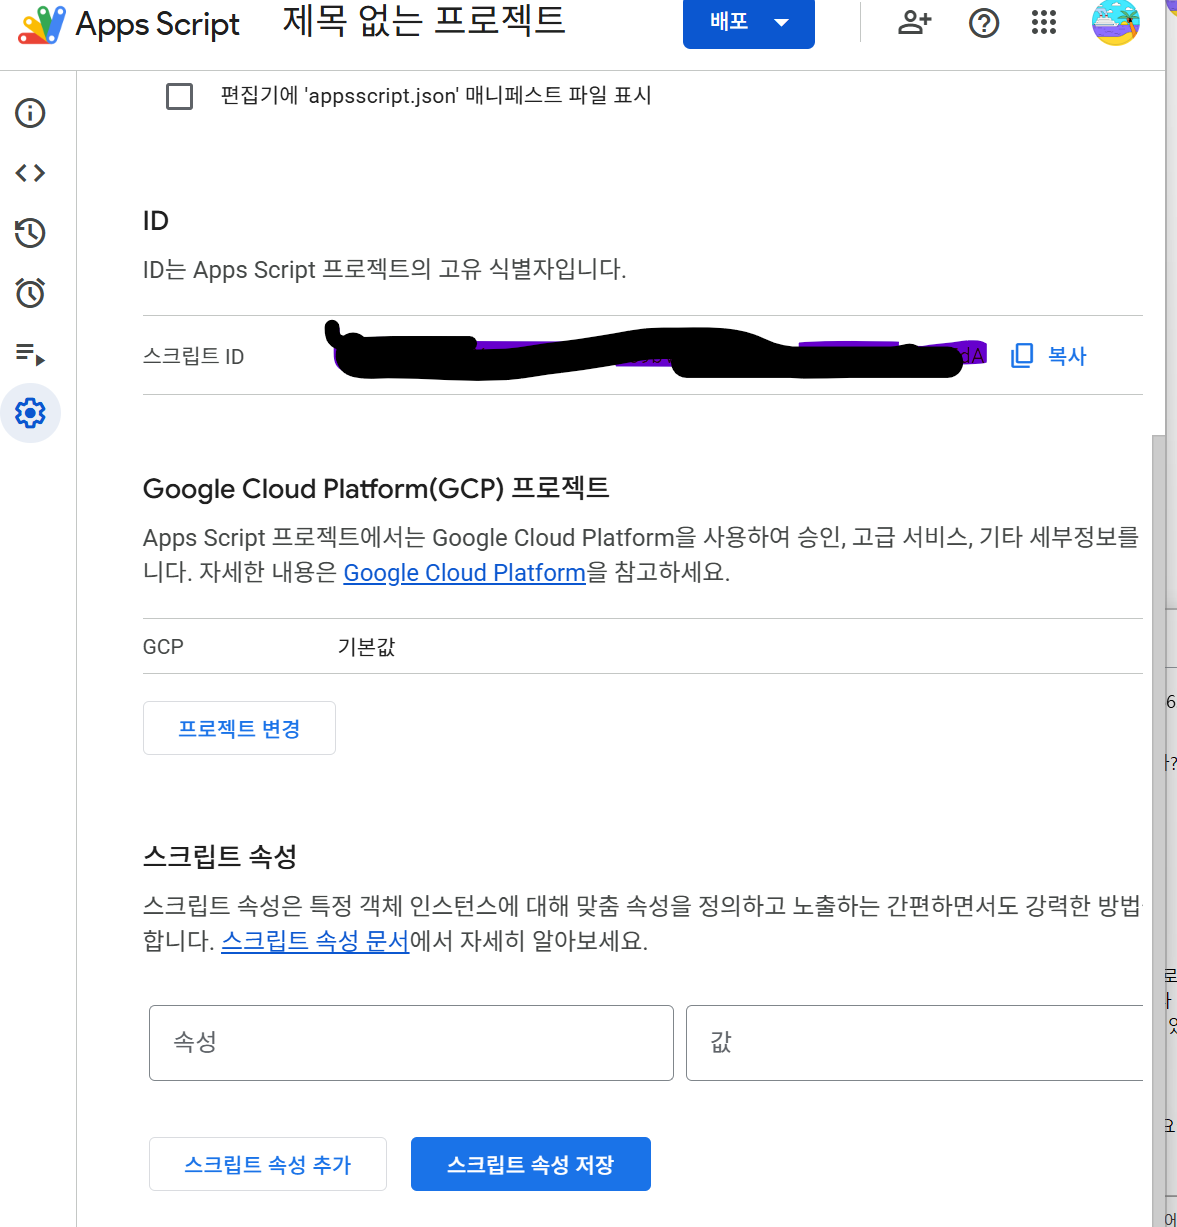 Apps Script 제목 없는 프로젝트 배포
편집기에 'appsscript.json' 매니페스트 파일 표시
ID
ID는 Apps Script 프로젝트의 고유 식별자입니다.
스크립트 ID dA 복사
Google Cloud Platform(GCP) 프로젝트
Apps Script 프로젝트에서는 Google Cloud Platform을 사용하여 승인, 고급 서비스, 기타 세부정보를
니다. 자세한 내용은 Google Cloud Platform을 참고하세요.
GCP 기본값
프로젝트 변경
스크립트 속성
스크립트 속성은 특정 객체 인스턴스에 대해 맞춤 속성을 정의하고 노출하는 간편하면서도 강력한 방법
합니다. 스크립트 속성 문서에서 자세히 알아보세요.
속성 값
스크립트 속성 추가 스크립트 속성 저장